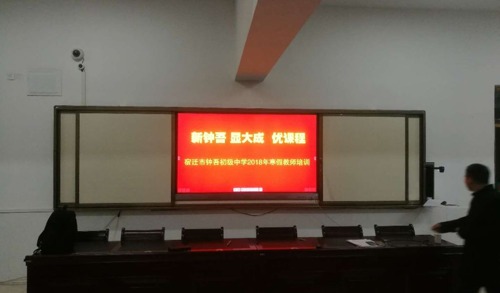 新钟吾 显大成 优课程
宿迁市钟吾初级中学2018年寒假教师培训